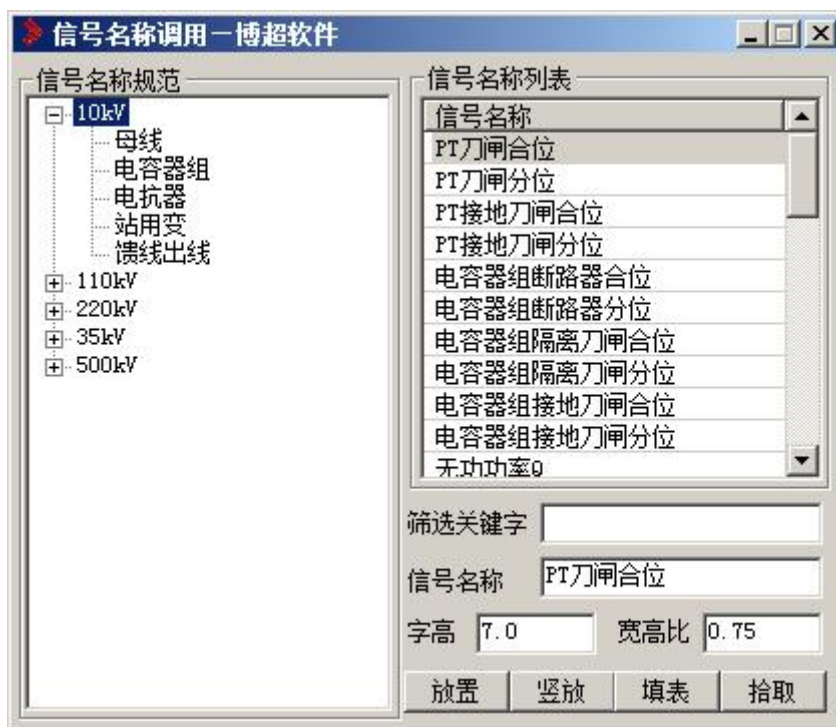 信号名称调用－博超软件
信号名称规范
10kV
母线
电容器组
电抗器
站用变
馈线出线
110kV
220kV
35kV
500kV
信号名称列表
信号名称
PT刀闸合位
PT刀闸分位
PT接地刀闸合位
PT接地刀闸分位
电容器组断路器合位
电容器组断路器分位
电容器组隔离刀闸合位
电容器组隔离刀闸分位
电容器组接地刀闸合位
电容器组接地刀闸分位
无功功率Q
筛选关键字
信号名称 PT刀闸合位
字高 7.0 宽高比 0.75
放置 竖放 填表 拾取